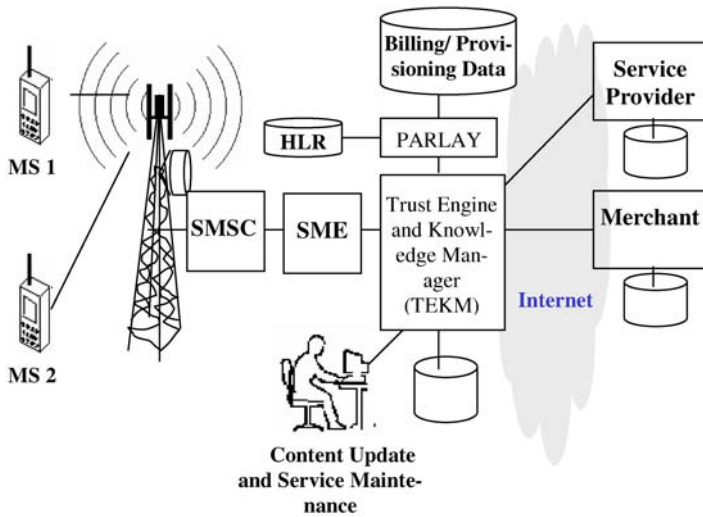 Billing/ Provi-
sioning Data
Service
Provider
MS 1
HLR
PARLAY
SMSC
SME
Trust Engine
and Knowl-
edge Man-
ager
(TEKM)
Merchant
Internet
MS 2
Content Update
and Service Mainte-
nance